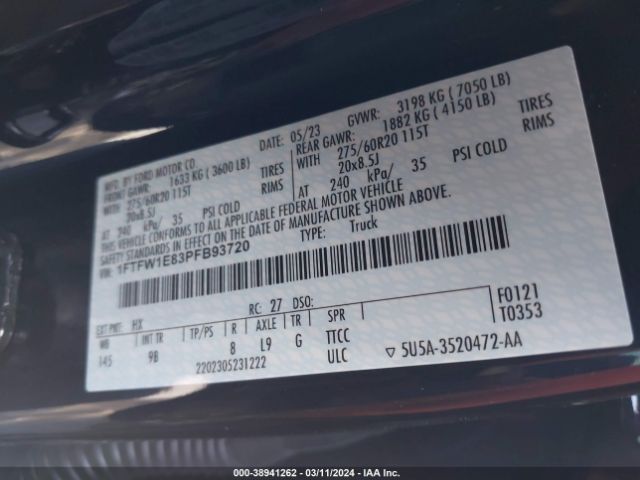 MFD. BY FORD MOTOR CO. DATE: 05/23 GVWR: 3198 KG ( 7050 LB)
FRONT GAWR: 1633 KG ( 3600 LB) REAR GAWR: 1882 KG ( 4150 LB)
WITH 275/60R20 115T TIRES WITH 275/60R20 115T TIRES
20x8.5J RIMS 20x8.5J RIMS
AT 240 kPa/ 35 PSI COLD AT 240 kPa/ 35 PSI COLD
THIS VEHICLE CONFORMS TO ALL APPLICABLE FEDERAL MOTOR VEHICLE
SAFETY STANDARDS IN EFFECT ON THE DATE OF MANUFACTURE SHOWN ABOVE.
VIN: 1FTFW1E83PFB93720 TYPE: Truck
EXT PNT: HX RC: 27 DSO: F0121
WB INT TR TP/PS R AXLE TR SPR T0353
145 9B 8 L9 G TTCC
ULC ▽ 5U5A-3520472-AA
2202305231222
000-38941262 - 03/11/2024 - IAA Inc.